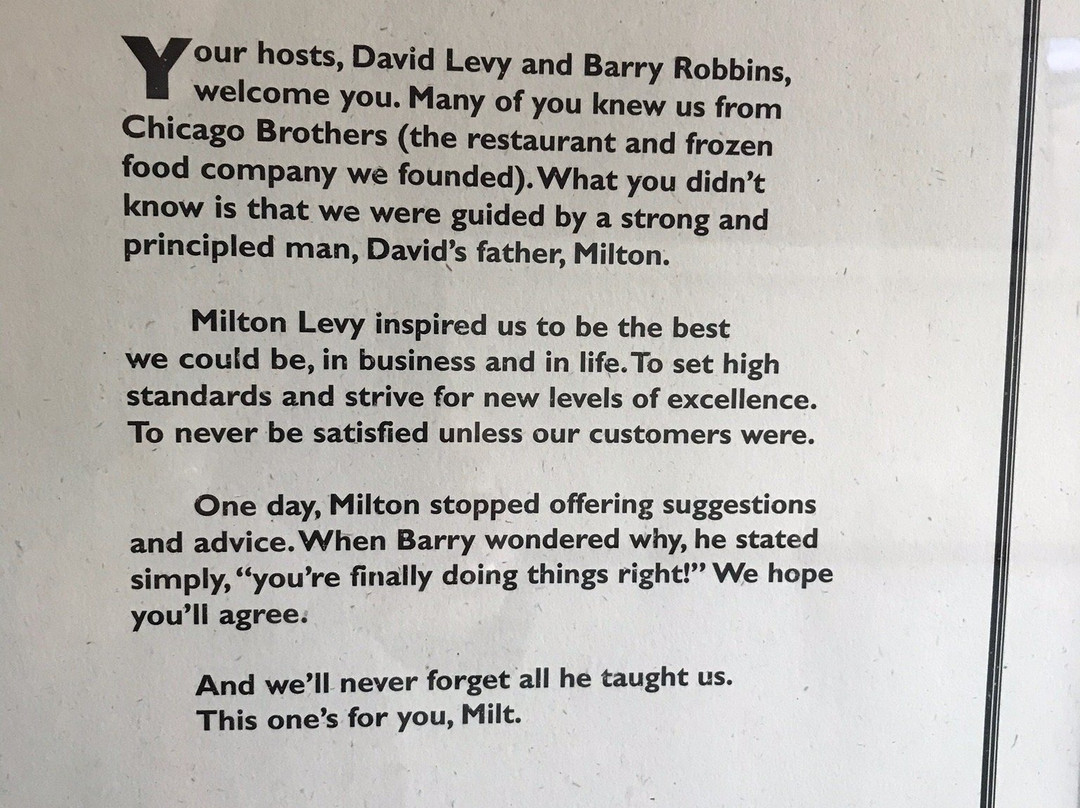 Your hosts, David Levy and Barry Robbins,
welcome you. Many of you knew us from
Chicago Brothers (the restaurant and frozen
food company we founded). What you didn't
know is that we were guided by a strong and
principled man, David's father, Milton.
Milton Levy inspired us to be the best
we could be, in business and in life. To set high
standards and strive for new levels of excellence.
To never be satisfied unless our customers were.
One day, Milton stopped offering suggestions
and advice. When Barry wondered why, he stated
simply, “you're finally doing things right!” We hope
you'll agree.
And we'll never forget all he taught us.
This one's for you, Milt.